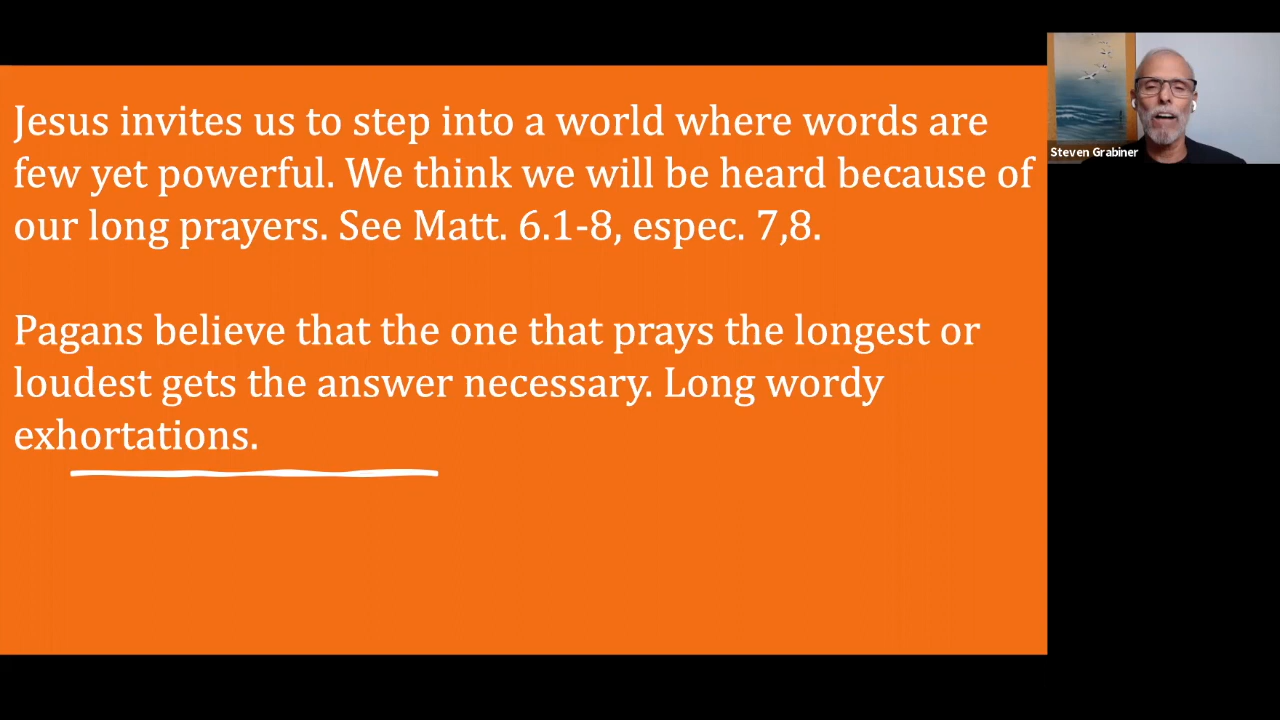 Jesus invites us to step into a world where words are
few yet powerful. We think we will be heard because of
our long prayers. See Matt. 6.1-8, espec. 7,8.
Pagans believe that the one that prays the longest or
loudest gets the answer necessary. Long wordy
exhortations.
Steven Grabiner